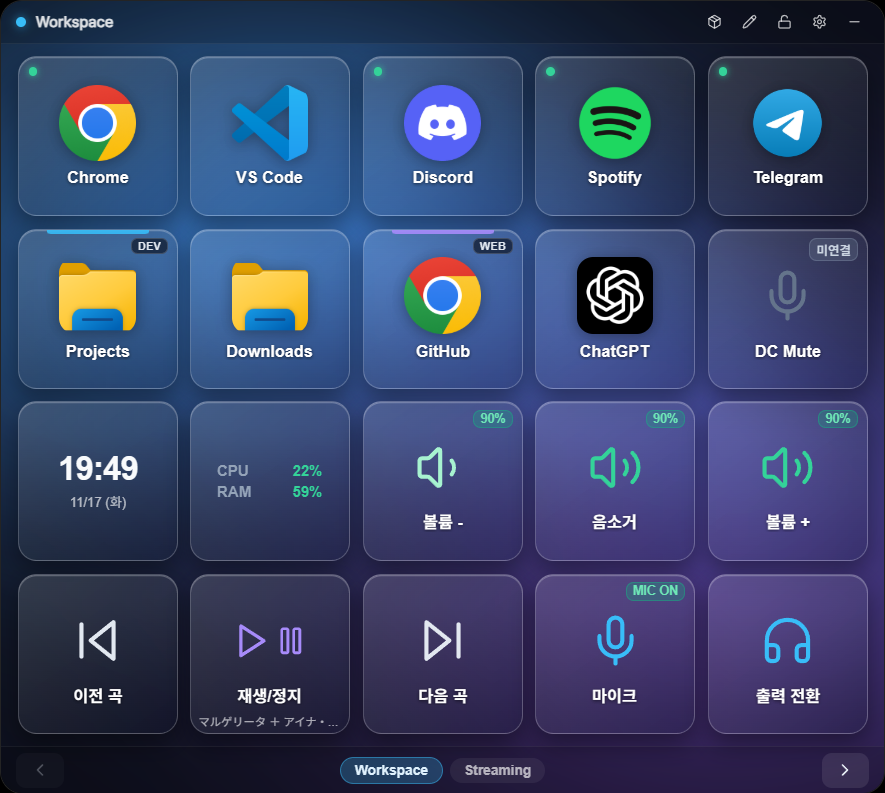 Workspace
Chrome
VS Code
Discord
Spotify
Telegram
DEV
Projects
Downloads
WEB
GitHub
ChatGPT
미연결
DC Mute
19:49
11/17 (화)
CPU 22%
RAM 59%
90%
볼륨 -
90%
음소거
90%
볼륨 +
이전 곡
재생/정지
マルゲリータ + アイナ・...
다음 곡
MIC ON
마이크
출력 전환
Workspace
Streaming